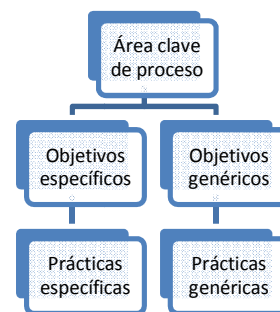 Área clave
de proceso
Objetivos
específicos
Objetivos
genéricos
Prácticas
específicas
Prácticas
genéricas